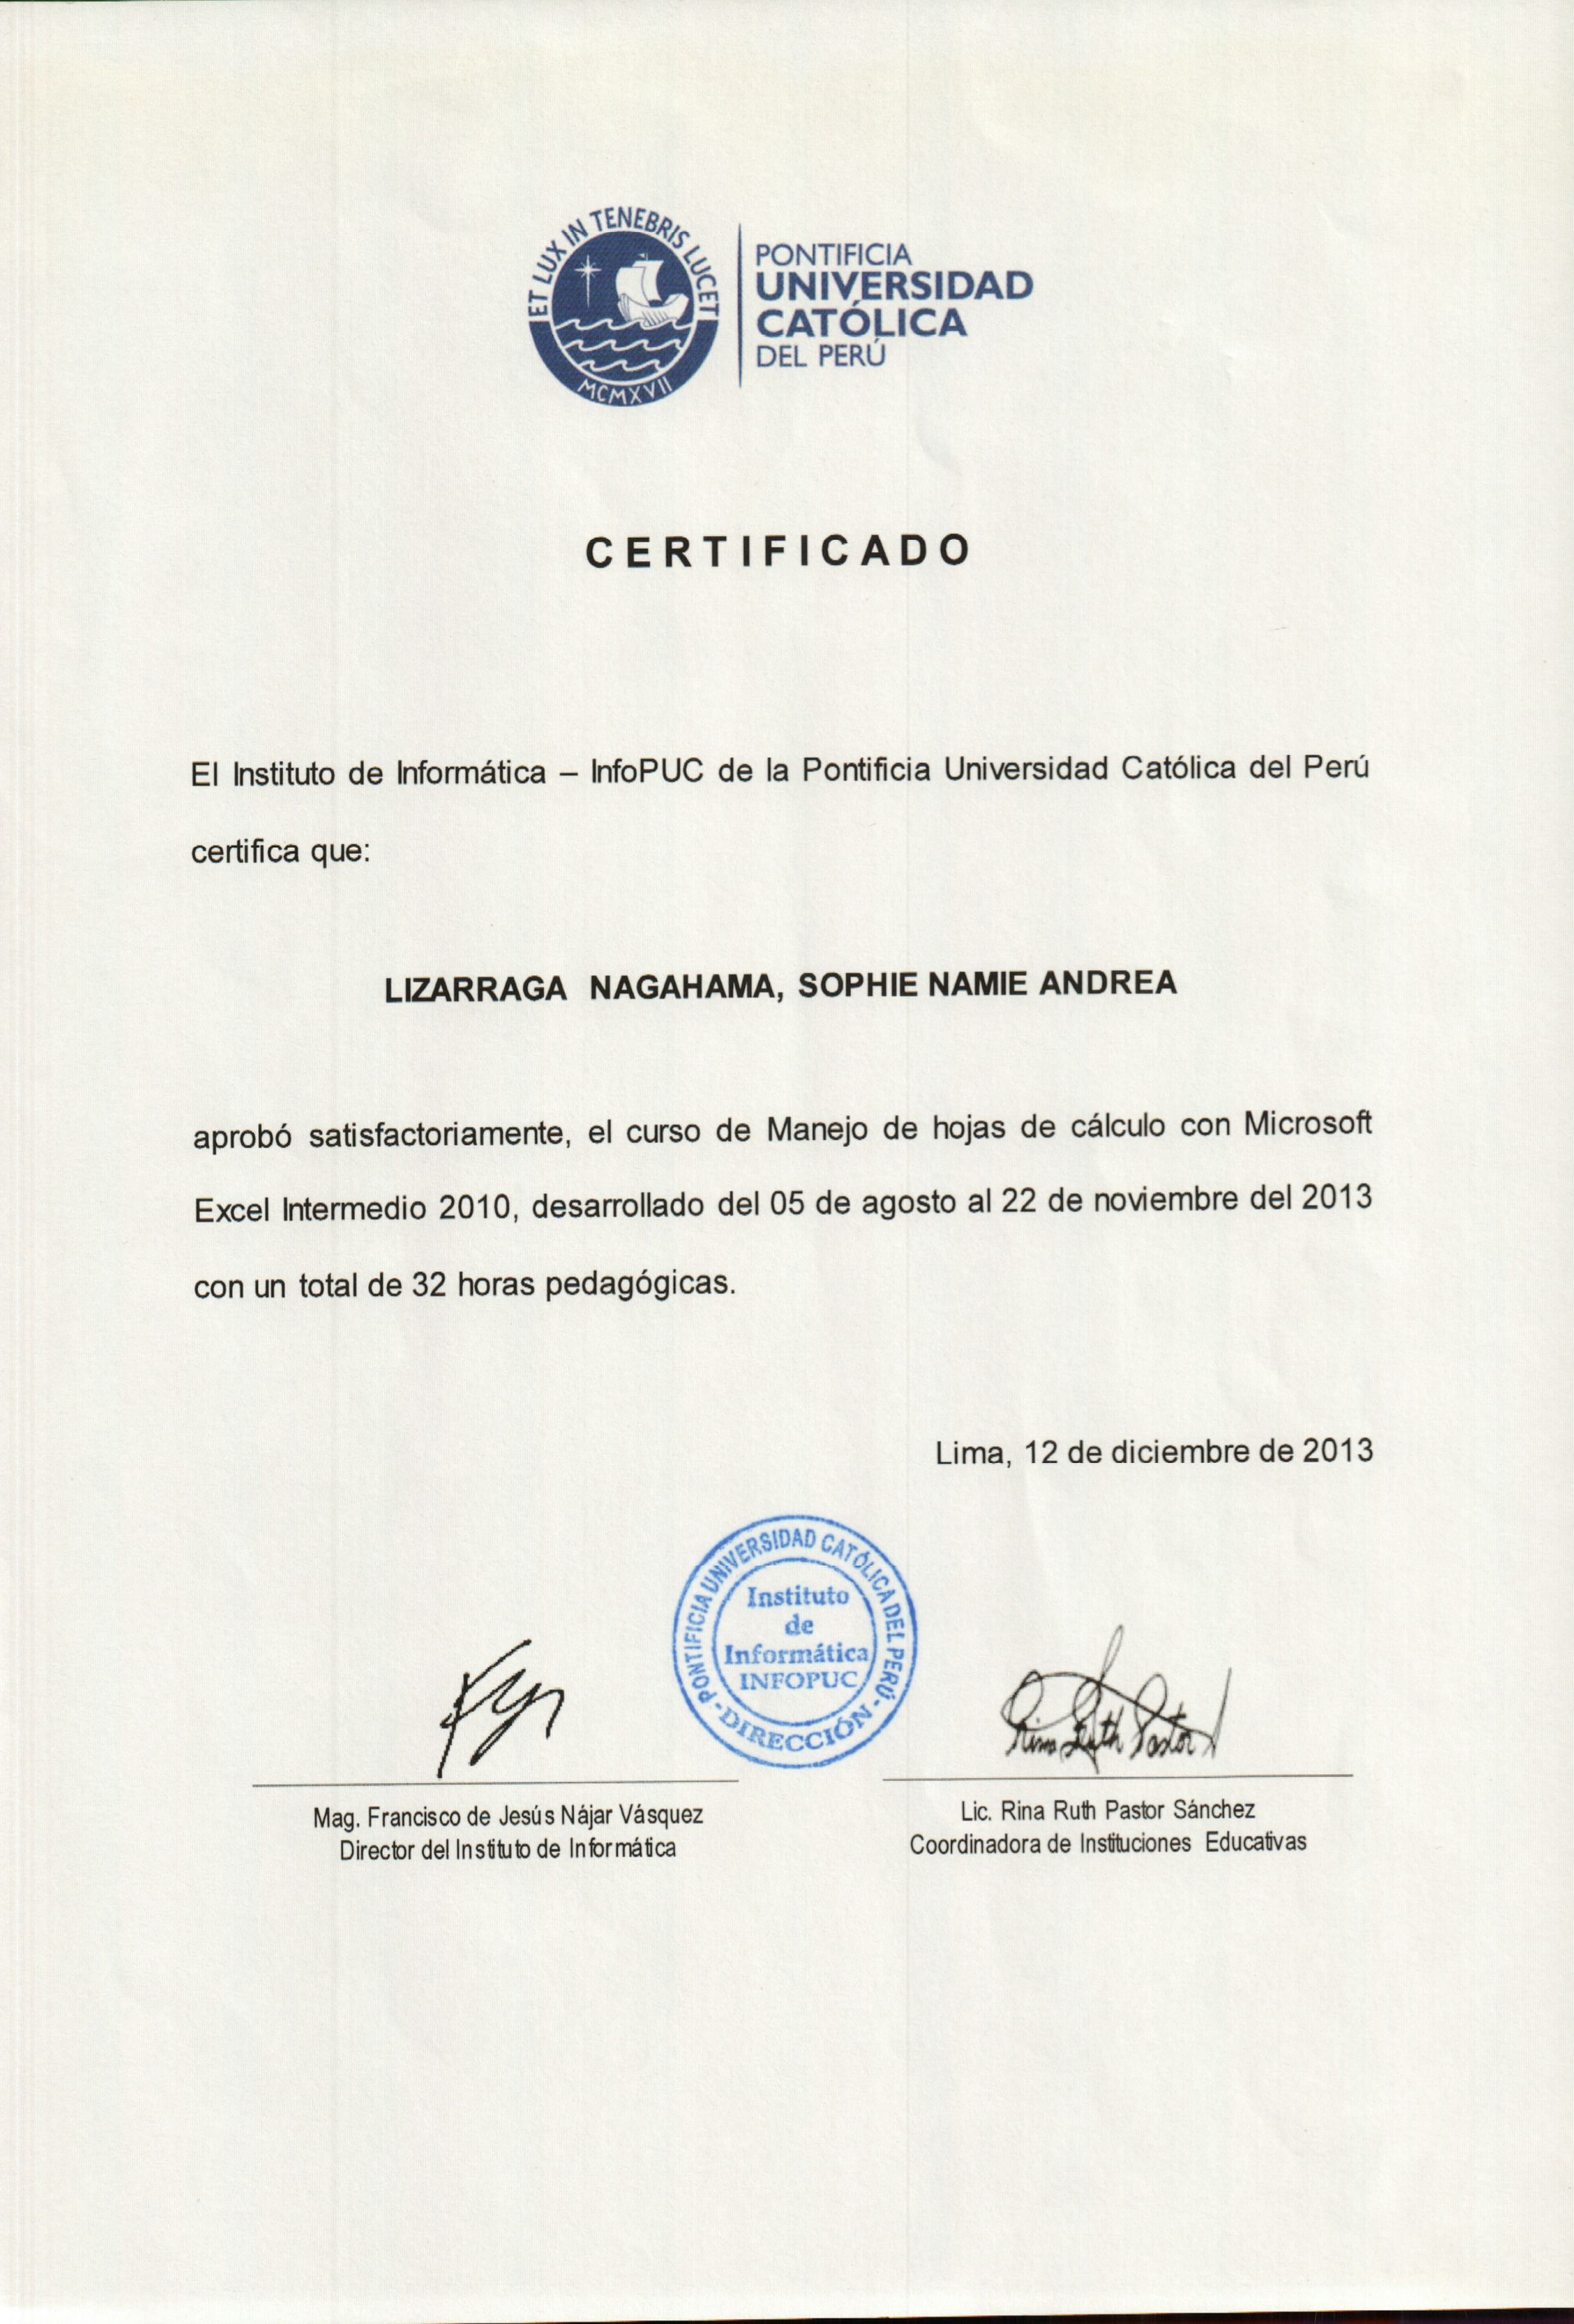 ET LUX IN TENEBRIS LUCET
MCMXVII
PONTIFICIA
UNIVERSIDAD
CATÓLICA
DEL PERÚ
CERTIFICADO
El Instituto de Informática – InfoPUC de la Pontificia Universidad Católica del Perú
certifica que:
LIZARRAGA NAGAHAMA, SOPHIE NAMIE ANDREA
aprobó satisfactoriamente, el curso de Manejo de hojas de cálculo con Microsoft
Excel Intermedio 2010, desarrollado del 05 de agosto al 22 de noviembre del 2013
con un total de 32 horas pedagógicas.
Lima, 12 de diciembre de 2013
PONTIFICIA UNIVERSIDAD CATÓLICA DEL PERÚ
Instituto
de
Informática
INFOPUC
- DIRECCIÓN -
Rina Ruth Pastor
Mag. Francisco de Jesús Nájar Vásquez
Director del Instituto de Informática
Lic. Rina Ruth Pastor Sánchez
Coordinadora de Instituciones Educativas